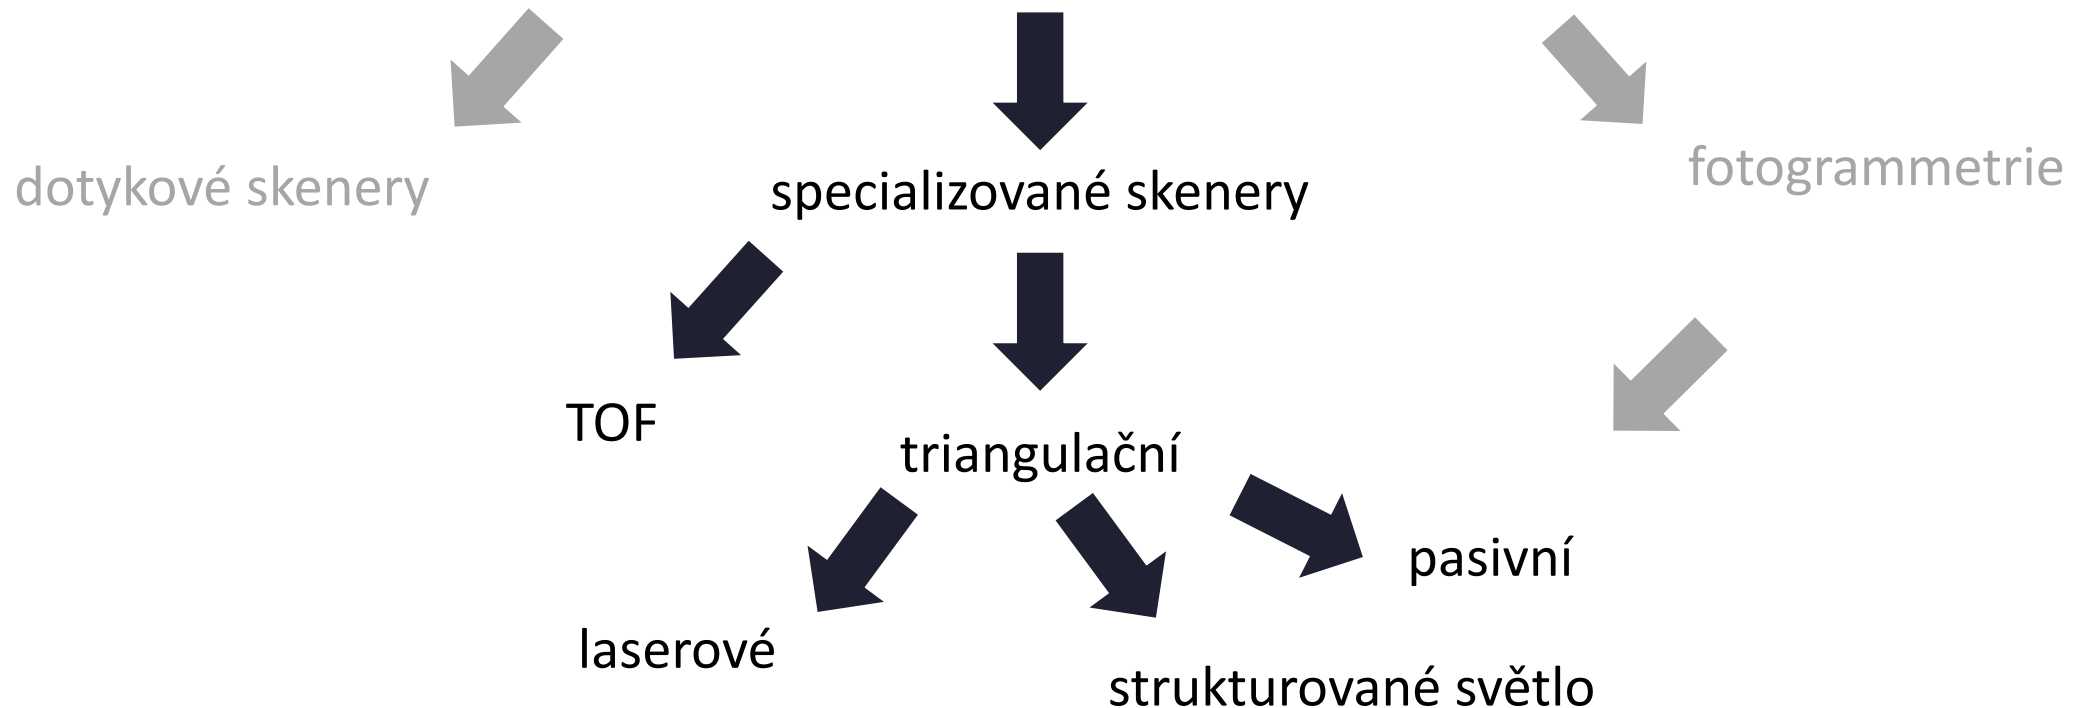 dotykové skenery
specializované skenery
fotogrammetrie
TOF
triangulační
pasivní
laserové
strukturované světlo